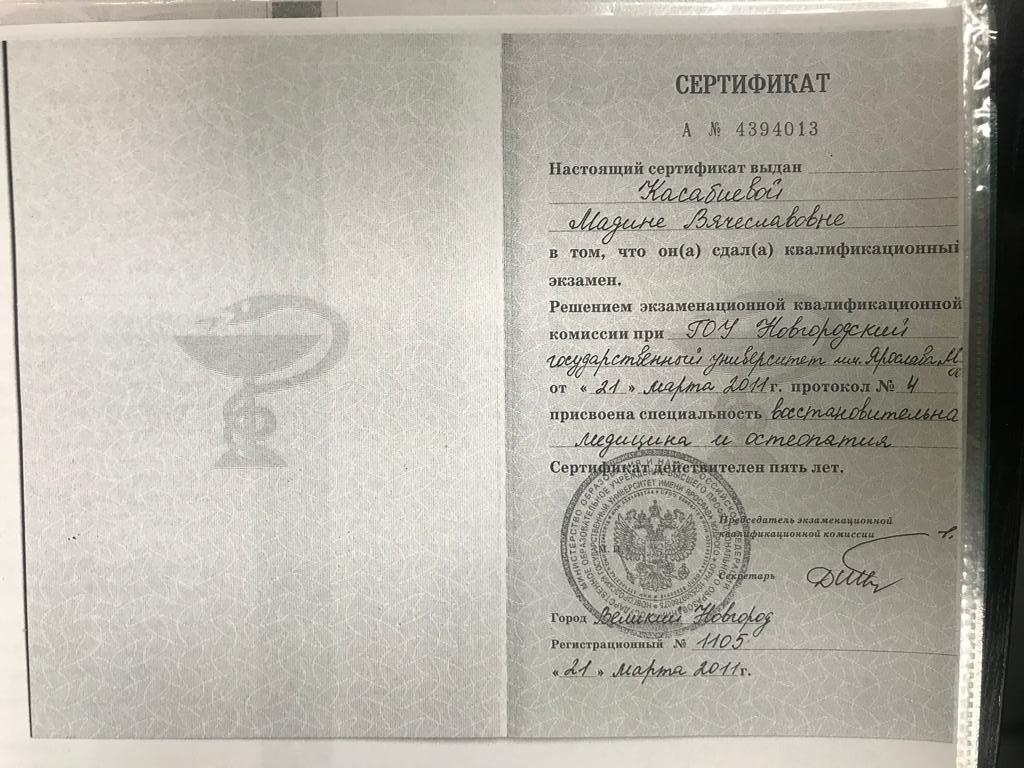 СЕРТИФИКАТ
А № 4394013
Настоящий сертификат выдан
Касабиевой
Мадине Вячеславовне
в том, что он(а) сдал(а) квалификационный
экзамен.
Решением экзаменационной квалификационной
комиссии при ГОУ Новгородский
государственный университет им. Ярослава М
от «21» марта 2011 г. протокол № 4
присвоена специальность восстановительна
медицина и остеопатия
Сертификат действителен пять лет.
Председатель экзаменационной
квалификационной комиссии
М. П.
Секретарь
Город Великий Новгород
Регистрационный № 1105
«21» марта 2011 г.